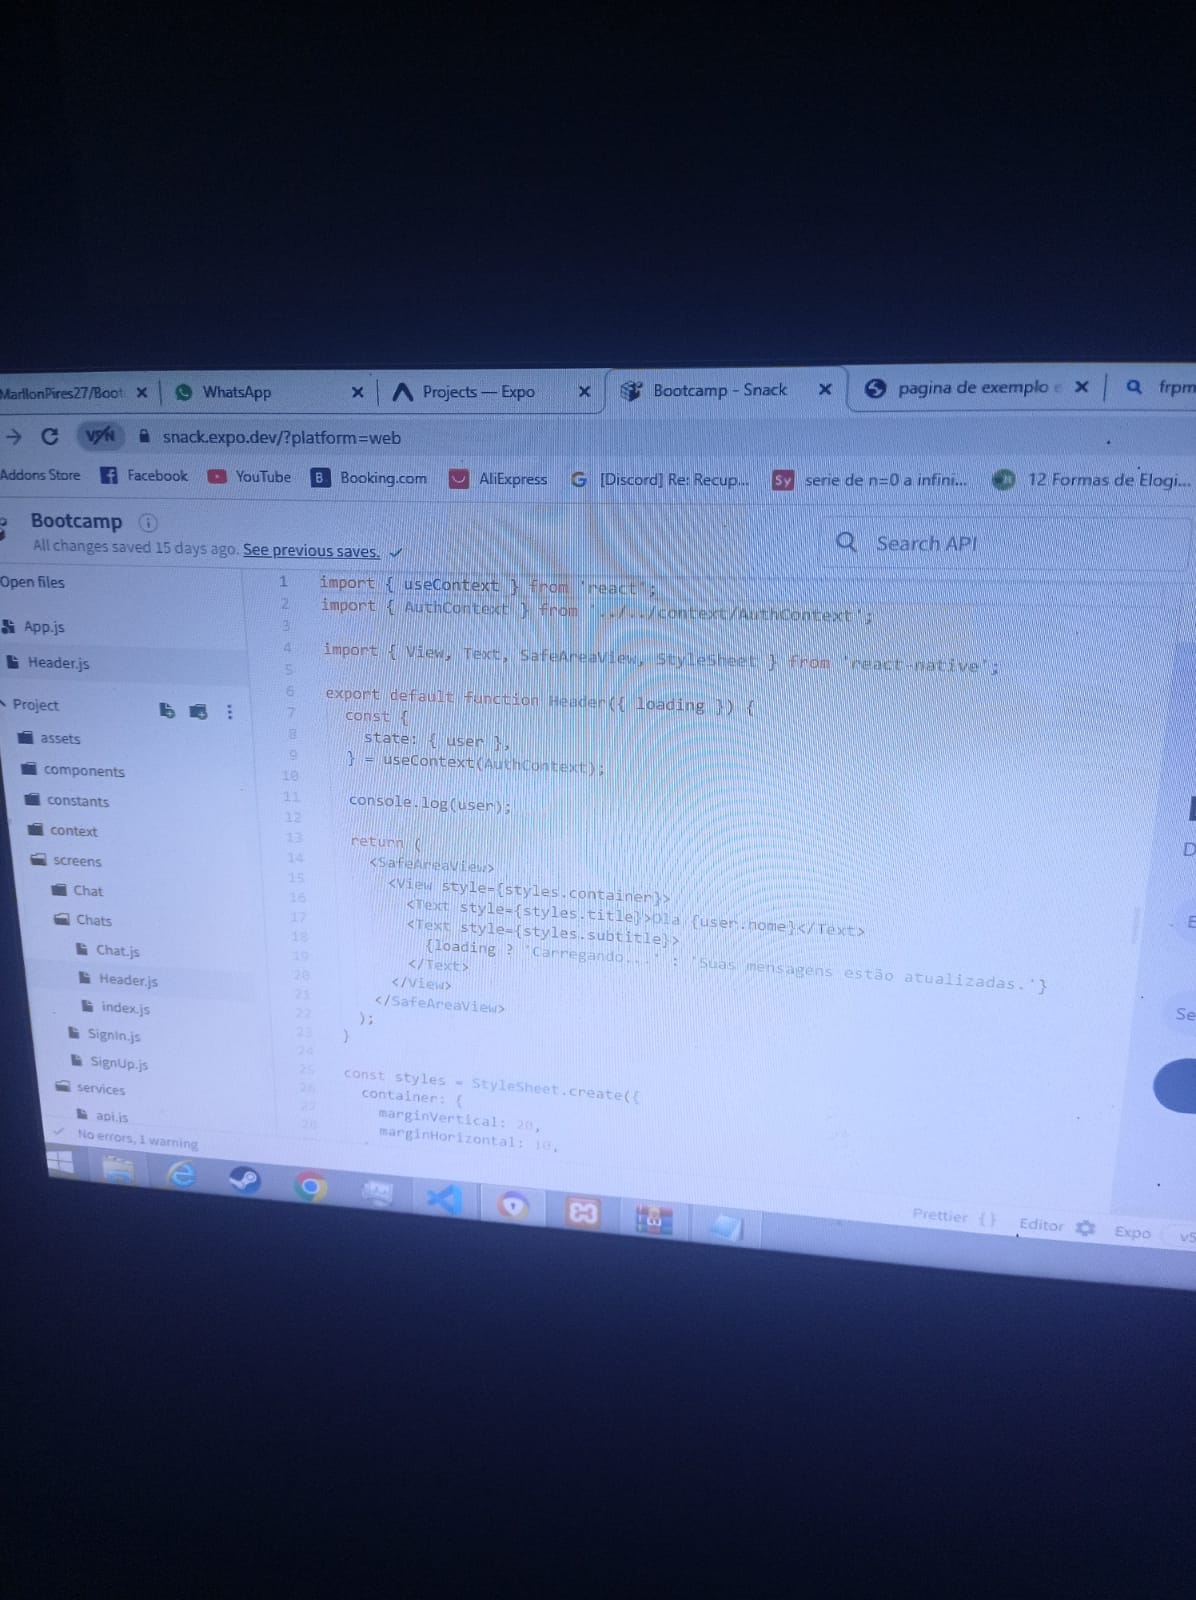 MarllonPires27/Boot
WhatsApp
Projects — Expo
Bootcamp - Snack
pagina de exemplo e
frpm
VPN
snack.expo.dev/?platform=web
Addons Store
Facebook
YouTube
Booking.com
AliExpress
[Discord] Re: Recup...
serie de n=0 a infini...
12 Formas de Elogi...
Bootcamp
All changes saved 15 days ago. See previous saves.
Search API
Open files
App.js
Header.js
Project
assets
components
constants
context
screens
Chat
Chats
Chat.js
Header.js
index.js
SignIn.js
SignUp.js
services
api.js
No errors, 1 warning
1 import { useContext } from 'react';
2 import { AuthContext } from '../../context/AuthContext';
3
4 import { View, Text, SafeAreaView, StyleSheet } from 'react-native';
5
6 export default function Header({ loading }) {
7 const {
8 state: { user },
9 } = useContext(AuthContext);
10
11 console.log(user);
12
13 return (
14 <SafeAreaView>
15 <View style={styles.container}>
16 <Text style={styles.title}>Ola {user.nome}</Text>
17 <Text style={styles.subtitle}>
18 {loading ? 'Carregando...' : 'Suas mensagens estão atualizadas.'}
19 </Text>
20 </View>
21 </SafeAreaView>
22 );
23 }
24
25 const styles = StyleSheet.create({
26 container: {
27 marginVertical: 20,
28 marginHorizontal: 10,
D
E
Se
Prettier { }
Editor
Expo
v5